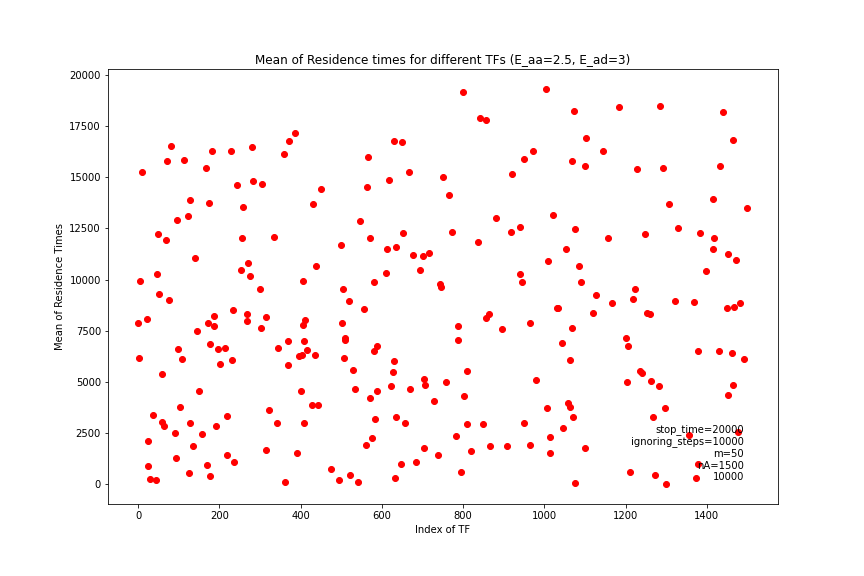 Mean of Residence times for different TFs (E_aa=2.5, E_ad=3)
20000
17500
15000
12500
10000
7500
5000
2500
0
Mean of Residence Times
stop_time=20000
ignoring_steps=10000
m=50
nA=1500
10000
0 200 400 600 800 1000 1200 1400
Index of TF